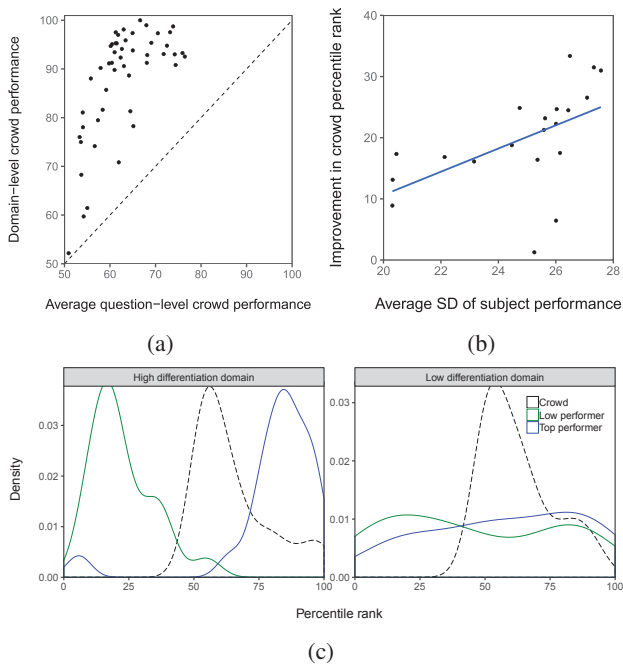 Domain−level crowd performance
100
90
80
70
60
50
50 60 70 80 90 100
Average question−level crowd performance
(a)
Improvement in crowd percentile rank
40
30
20
10
0
20 22 24 26 28
Average SD of subject performance
(b)
High differentiation domain
Density
0.03
0.02
0.01
0.00
0 25 50 75 100
Low differentiation domain
Crowd
Low performer
Top performer
0.03
0.02
0.01
0.00
0 25 50 75 100
Percentile rank
(c)